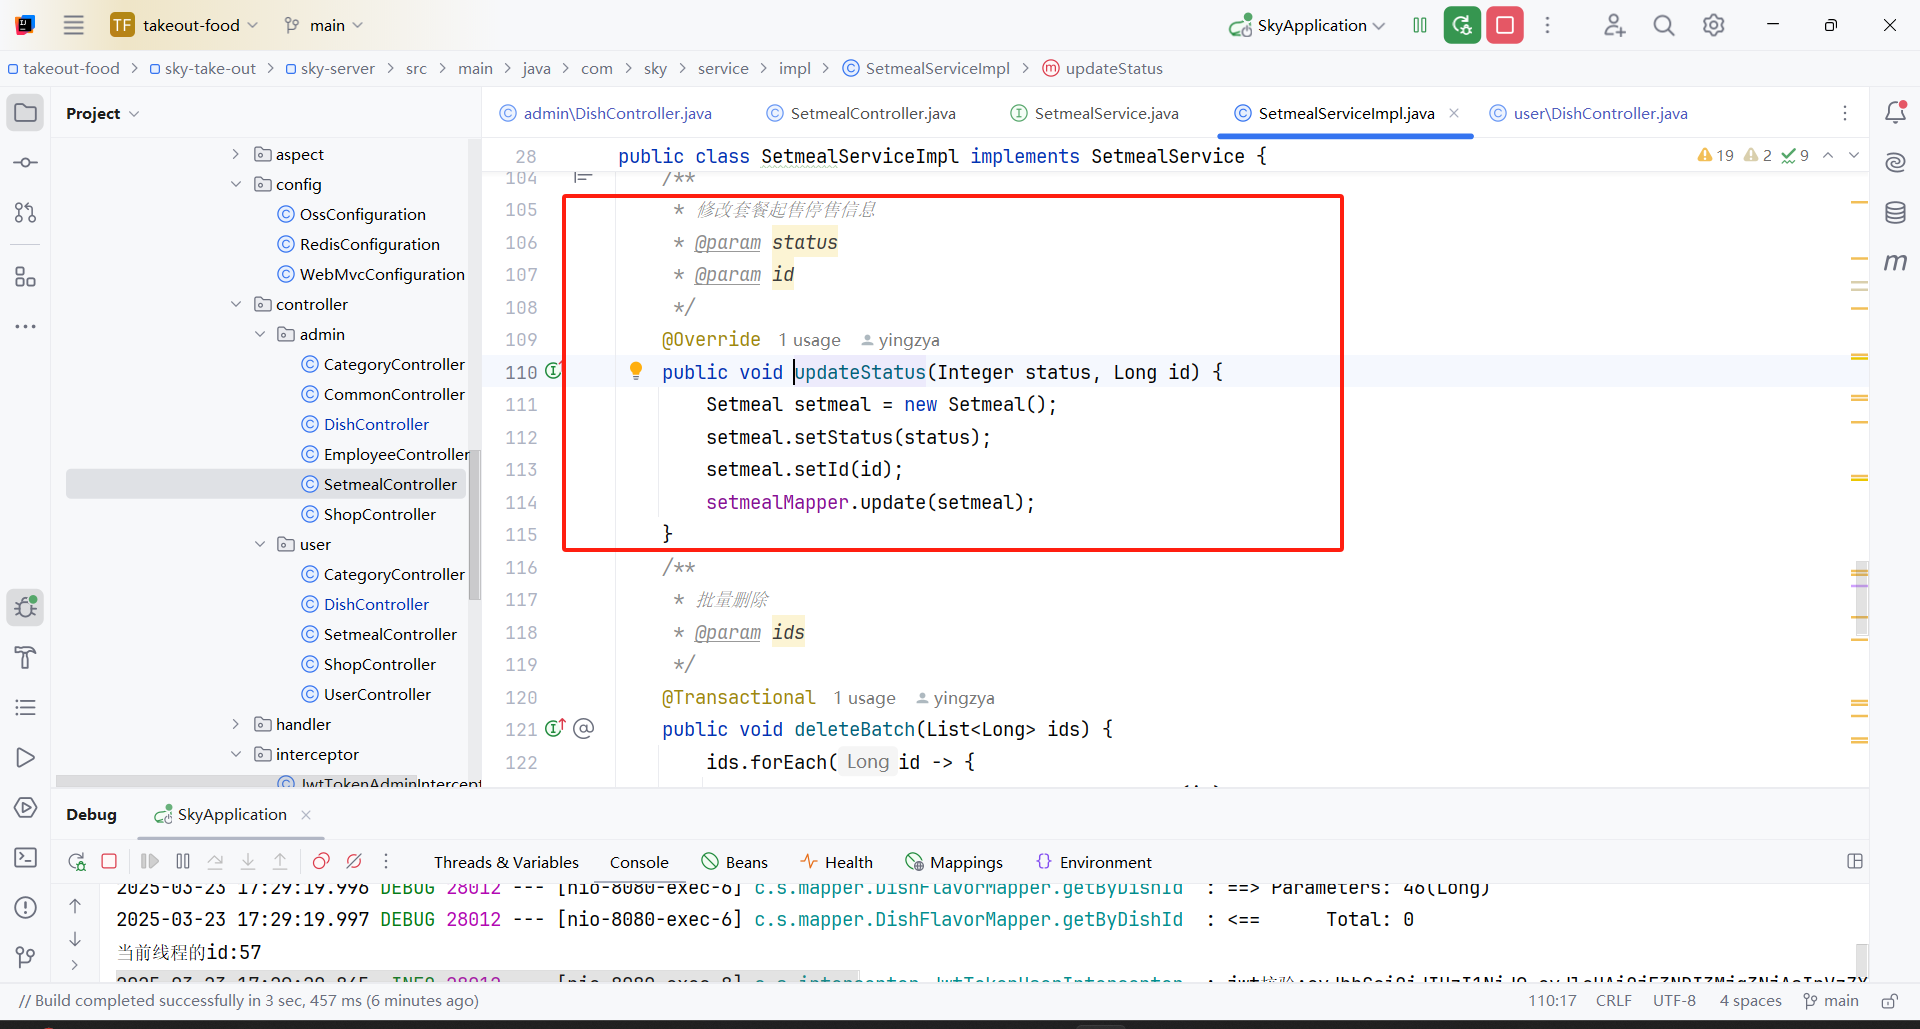 TF takeout-food main SkyApplication
takeout-food > sky-take-out > sky-server > src > main > java > com > sky > service > impl > SetmealServiceImpl > updateStatus
Project
admin\DishController.java SetmealController.java SetmealService.java SetmealServiceImpl.java user\DishController.java
aspect
config
OssConfiguration
RedisConfiguration
WebMvcConfiguration
controller
admin
CategoryController
CommonController
DishController
EmployeeController
SetmealController
ShopController
user
CategoryController
DishController
SetmealController
ShopController
UserController
handler
interceptor
JwtTokenAdminIntercept
28 public class SetmealServiceImpl implements SetmealService { 19 2 9
104 /**
105 * 修改套餐起售停售信息
106 * @param status
107 * @param id
108 */
109 @Override 1 usage yingzya
110 public void updateStatus(Integer status, Long id) {
111 Setmeal setmeal = new Setmeal();
112 setmeal.setStatus(status);
113 setmeal.setId(id);
114 setmealMapper.update(setmeal);
115 }
116 /**
117 * 批量删除
118 * @param ids
119 */
120 @Transactional 1 usage yingzya
121 public void deleteBatch(List<Long> ids) {
122 ids.forEach( Long id -> {
Debug SkyApplication
Threads & Variables Console Beans Health Mappings Environment
2025-03-23 17:29:19.996 DEBUG 28012 --- [nio-8080-exec-6] c.s.mapper.DishFlavorMapper.getByDishId : ==> Parameters: 46(Long)
2025-03-23 17:29:19.997 DEBUG 28012 --- [nio-8080-exec-6] c.s.mapper.DishFlavorMapper.getByDishId : <== Total: 0
当前线程的id:57
// Build completed successfully in 3 sec, 457 ms (6 minutes ago) 110:17 CRLF UTF-8 4 spaces main